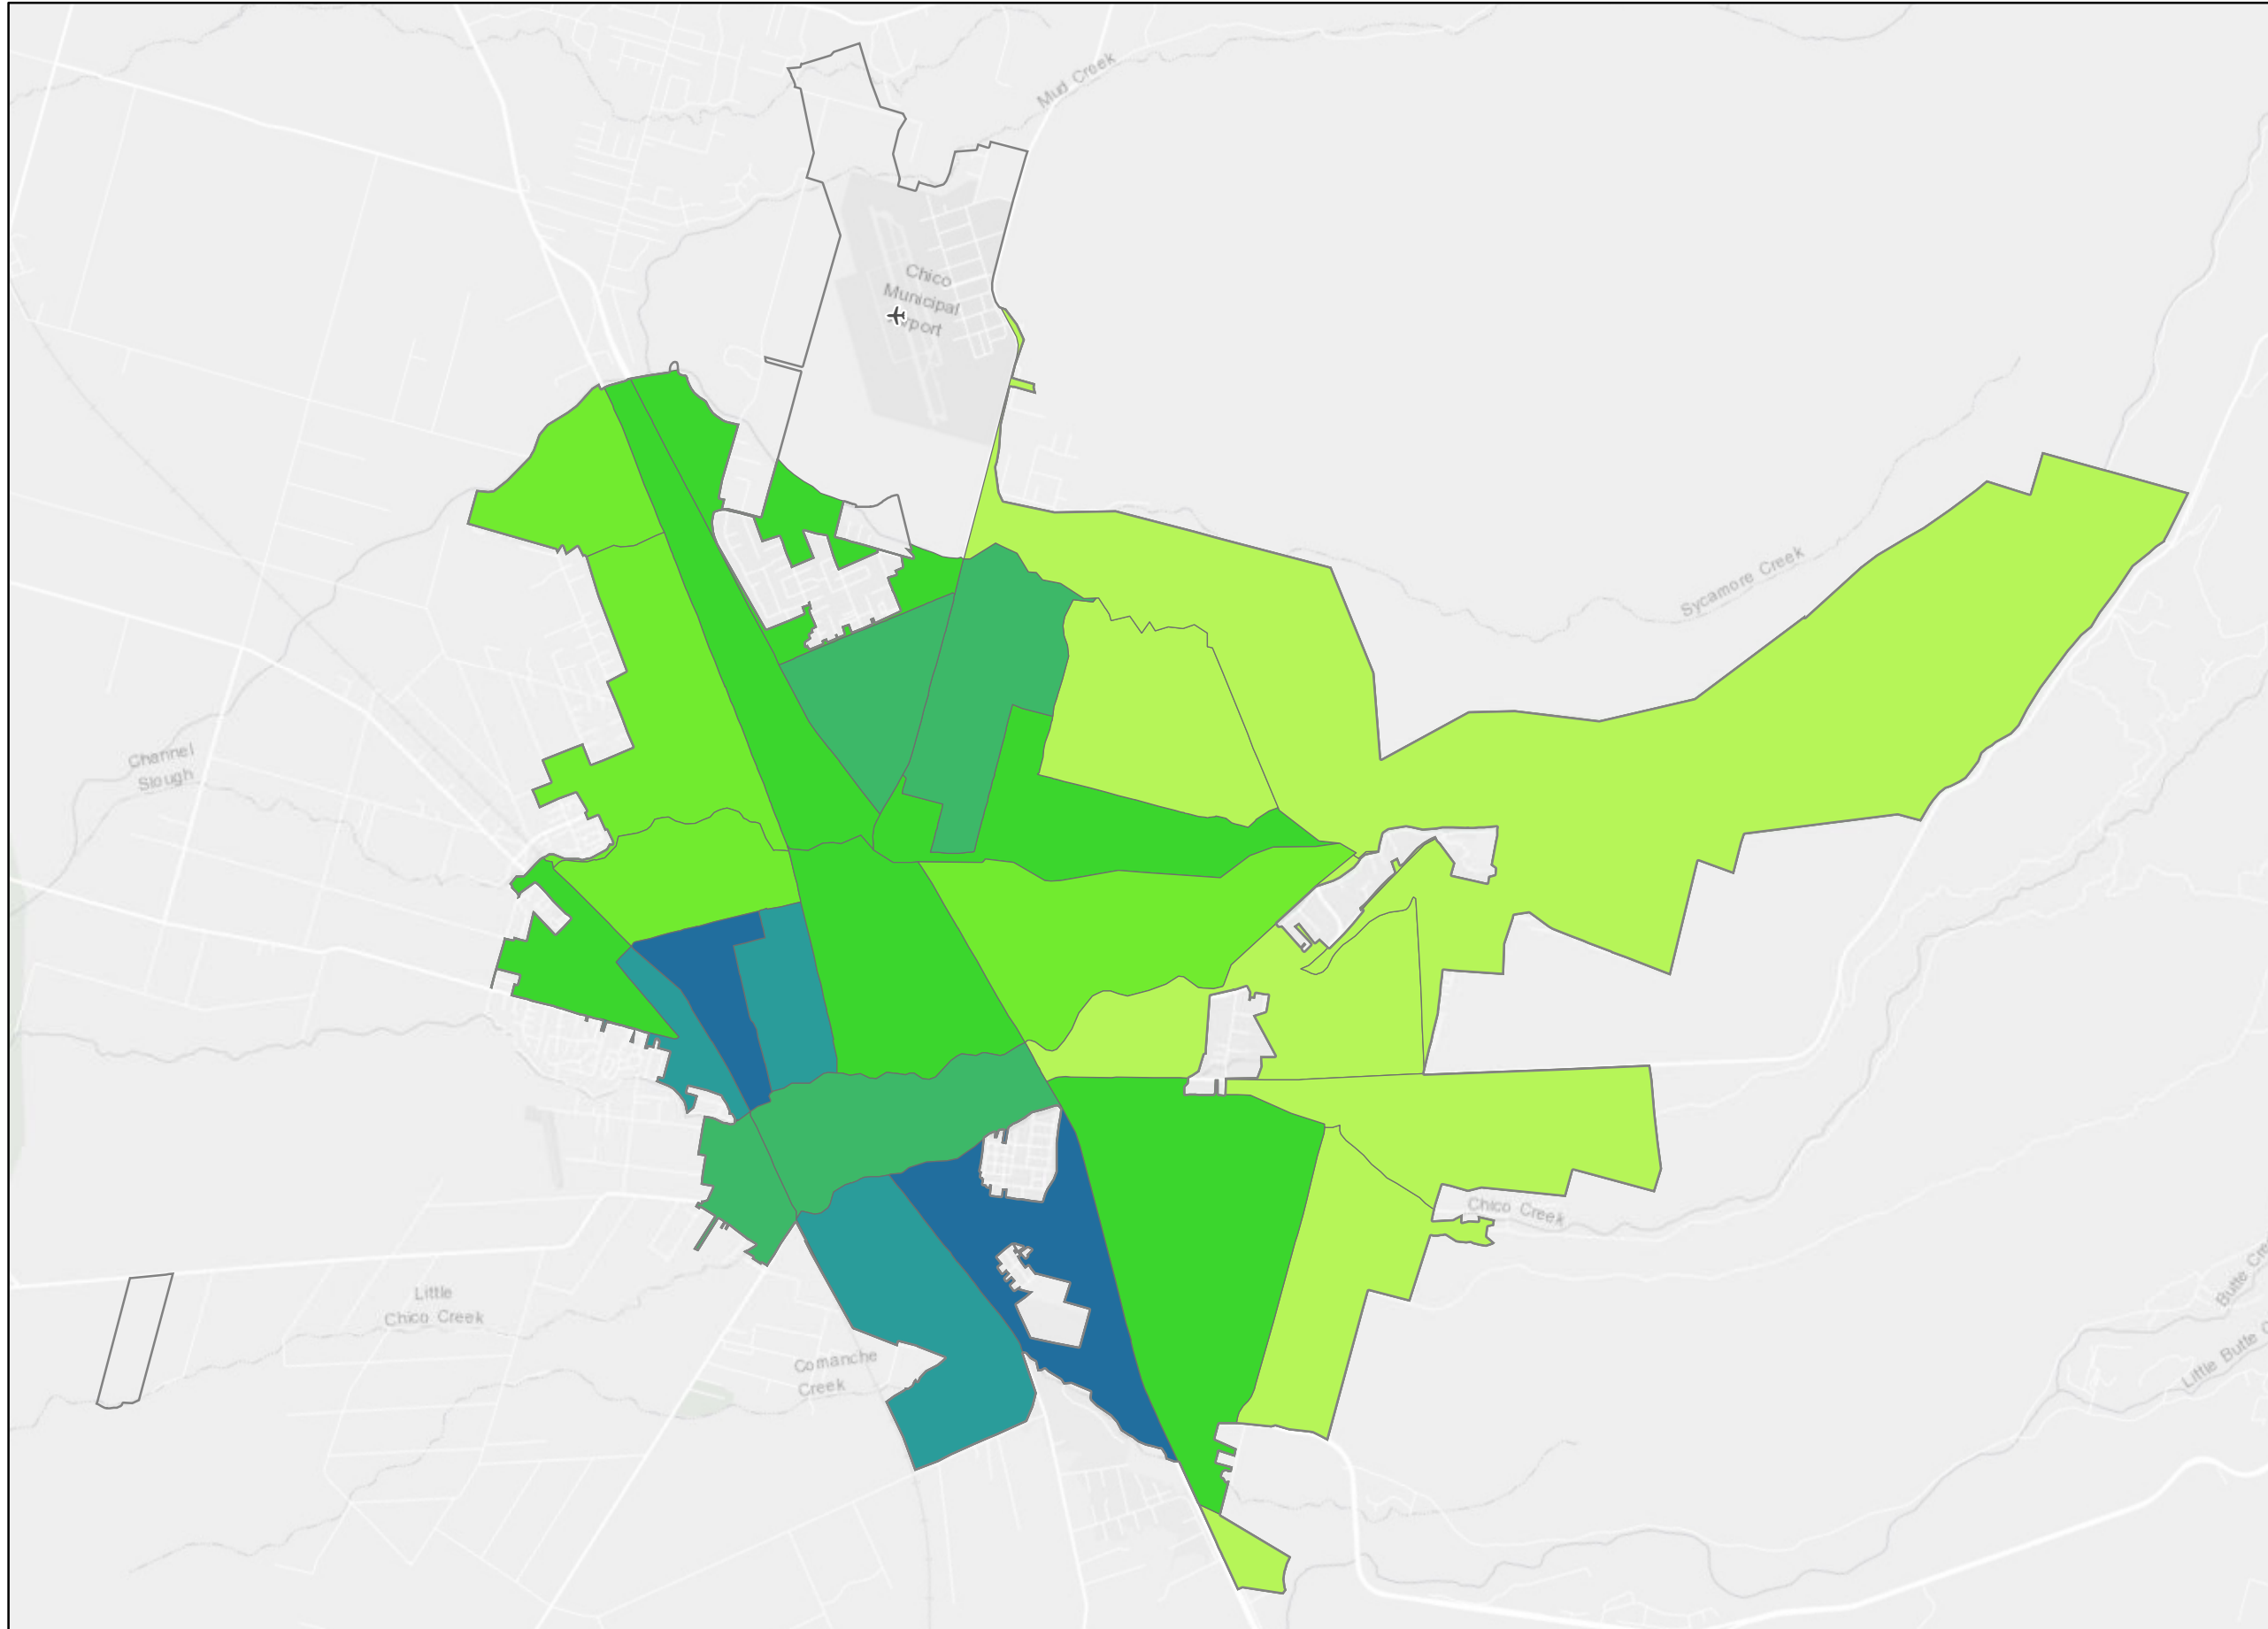 Mud Creek
Chico
Municipal
Sycamore Creek
Channel
Slough
Chico Creek
Little
Chico Creek
Comanche
Creek
Little Butte